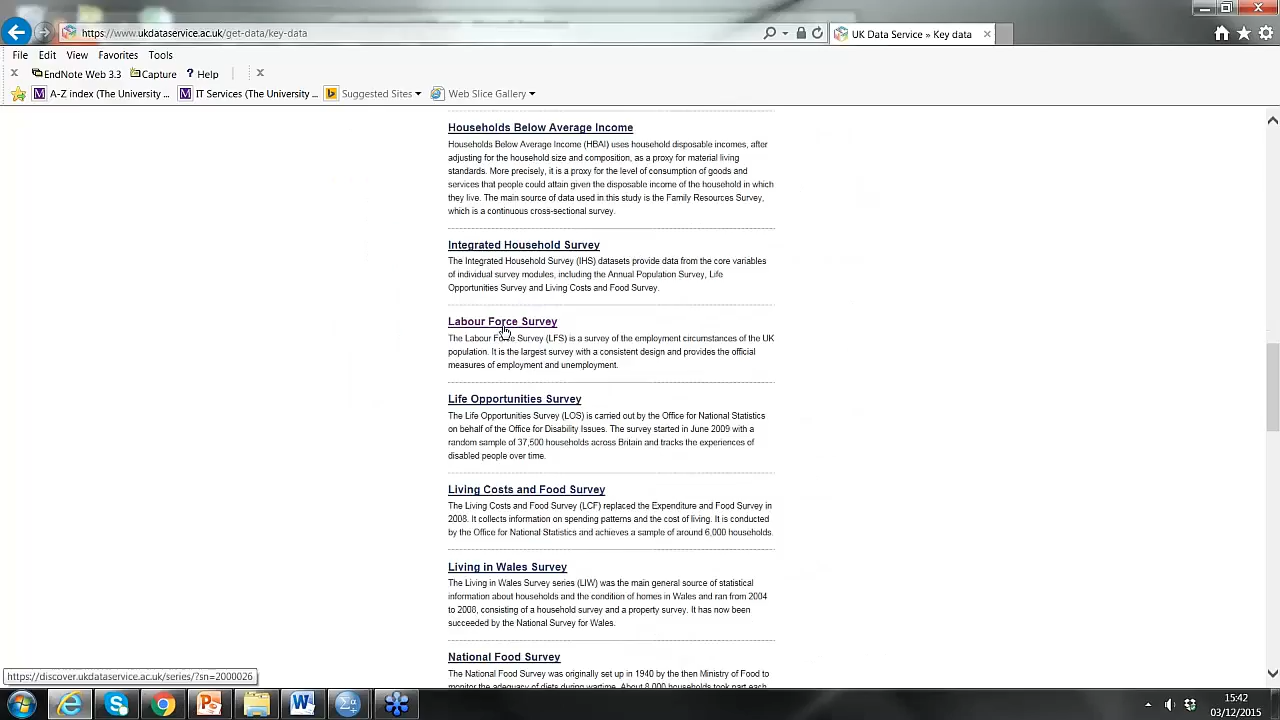 https://www.ukdataservice.ac.uk/get-data/key-data
UK Data Service » Key data
File Edit View Favorites Tools
EndNote Web 3.3 Capture ? Help
A-Z index (The University ... IT Services (The University ... Suggested Sites Web Slice Gallery
Households Below Average Income
Households Below Average Income (HBAI) uses household disposable incomes, after
adjusting for the household size and composition, as a proxy for material living
standards. More precisely, it is a proxy for the level of consumption of goods and
services that people could attain given the disposable income of the household in which
they live. The main source of data used in this study is the Family Resources Survey,
which is a continuous cross-sectional survey.
Integrated Household Survey
The Integrated Household Survey (IHS) datasets provide data from the core variables
of individual survey modules, including the Annual Population Survey, Life
Opportunities Survey and Living Costs and Food Survey.
Labour Force Survey
The Labour Force Survey (LFS) is a survey of the employment circumstances of the UK
population. It is the largest survey with a consistent design and provides the official
measures of employment and unemployment.
Life Opportunities Survey
The Life Opportunities Survey (LOS) is carried out by the Office for National Statistics
on behalf of the Office for Disability Issues. The survey started in June 2009 with a
random sample of 37,500 households across Britain and tracks the experiences of
disabled people over time.
Living Costs and Food Survey
The Living Costs and Food Survey (LCF) replaced the Expenditure and Food Survey in
2008. It collects information on spending patterns and the cost of living. It is conducted
by the Office for National Statistics and achieves a sample of around 6,000 households.
Living in Wales Survey
The Living in Wales Survey series (LIW) was the main general source of statistical
information about households and the condition of homes in Wales and ran from 2004
to 2008, consisting of a household survey and a property survey. It has now been
succeeded by the National Survey for Wales.
National Food Survey
The National Food Survey was originally set up in 1940 by the then Ministry of Food to
monitor the adequacy of diets during wartime. About 8,000 households took part each
https://discover.ukdataservice.ac.uk/series/?sn=2000026
15:42
03/12/2015